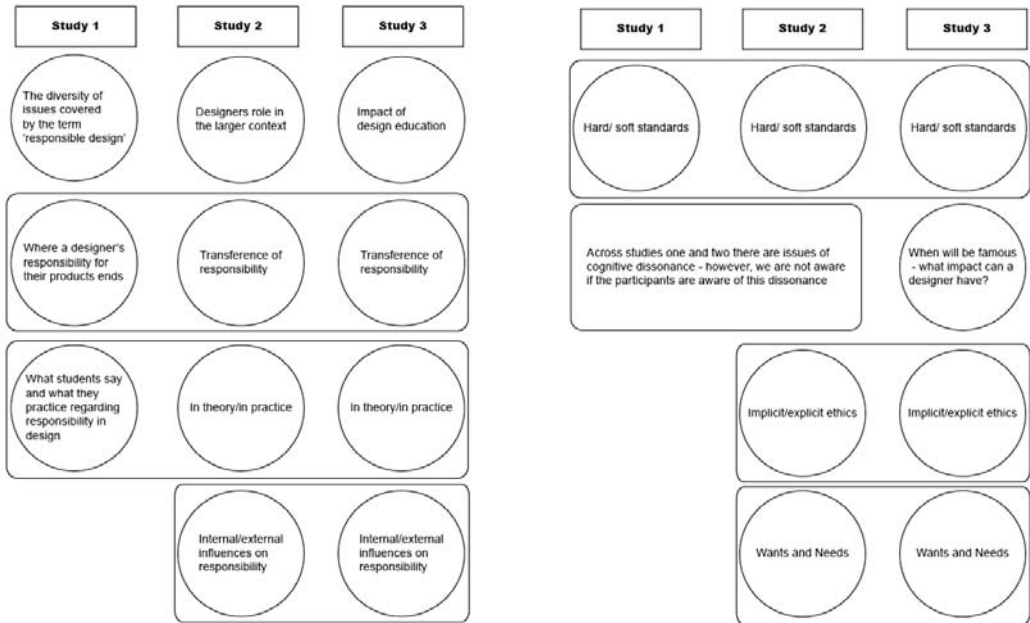 Study 1
Study 2
Study 3
The diversity of
issues covered
by the term
'responsible design'
Designers role in
the larger context
Impact of
design education
Where a designer's
responsibility for
their products ends
Transference of
responsibility
Transference of
responsibility
What students say
and what they
practice regarding
responsibility in
design
In theory/in practice
In theory/in practice
Internal/external
influences on
responsibility
Internal/external
influences on
responsibility
Study 1
Study 2
Study 3
Hard/ soft standards
Hard/ soft standards
Hard/ soft standards
Across studies one and two there are issues of
cognitive dissonance - however, we are not aware
if the participants are aware of this dissonance
When will be famous
- what impact can a
designer have?
Implicit/explicit ethics
Implicit/explicit ethics
Wants and Needs
Wants and Needs